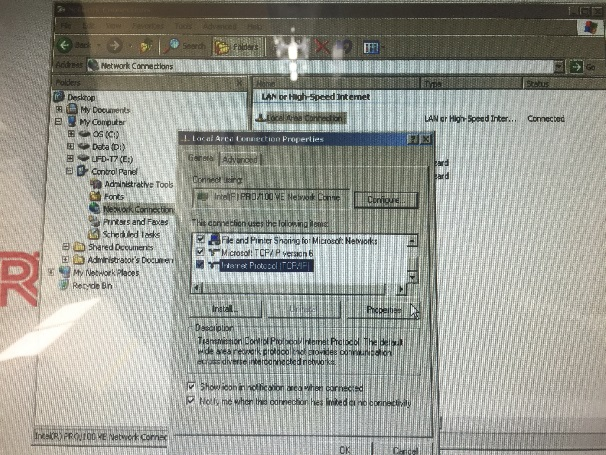 File
Back
Search
Folders
Address
Network Connections
Go
Folders
Name
Type
Status
Desktop
My Documents
My Computer
OS (C:)
Data (D:)
UFD-T7 (E:)
Control Panel
Administrative Tools
Fonts
Network Connection
Printers and Faxes
Scheduled Tasks
Shared Documents
Administrator's Documen
My Network Places
Recycle Bin
LAN or High-Speed Internet
Local Area Connection
LAN or High-Speed Inter...
Connected
Local Area Connection Properties
General
Advanced
Connect using:
Intel(R) PRO/100 VE Network Conne
Configure...
This connection uses the following items:
File and Printer Sharing for Microsoft Networks
Microsoft TCP/IP version 6
Internet Protocol (TCP/IP)
Install...
Uninstall
Properties
Description
Transmission Control Protocol/Internet Protocol. The default
wide area network protocol that provides communication
across diverse interconnected networks.
Show icon in notification area when connected
Notify me when this connection has limited or no connectivity
OK
Cancel
Intel(R) PRO/100 VE Network Connec
R